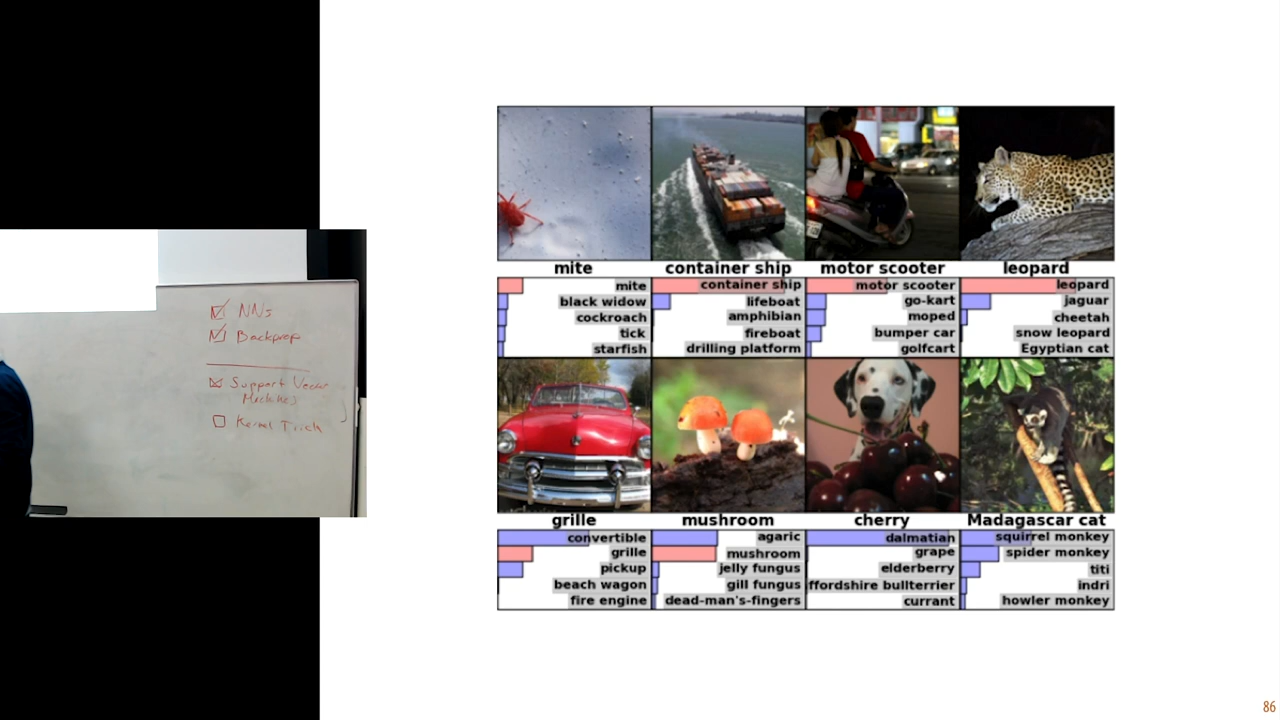 NNs
Backprop
Support Vector
Machines
Kernel Trick
mite
container ship
motor scooter
leopard
mite
black widow
cockroach
tick
starfish
container ship
lifeboat
amphibian
fireboat
drilling platform
motor scooter
go-kart
moped
bumper car
golfcart
leopard
jaguar
cheetah
snow leopard
Egyptian cat
grille
mushroom
cherry
Madagascar cat
convertible
grille
pickup
beach wagon
fire engine
agaric
mushroom
jelly fungus
gill fungus
dead-man's-fingers
dalmatian
grape
elderberry
ffordshire bullterrier
currant
squirrel monkey
spider monkey
titi
indri
howler monkey
86